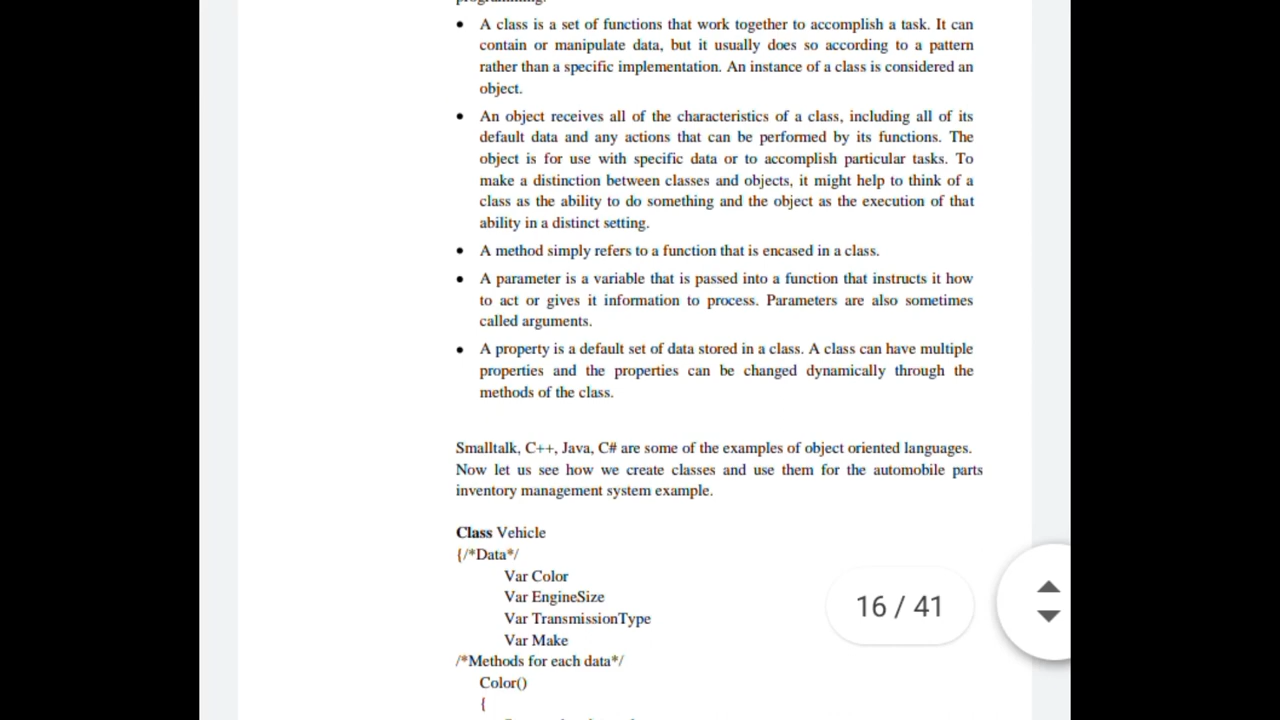 programming.
• A class is a set of functions that work together to accomplish a task. It can
contain or manipulate data, but it usually does so according to a pattern
rather than a specific implementation. An instance of a class is considered an
object.
• An object receives all of the characteristics of a class, including all of its
default data and any actions that can be performed by its functions. The
object is for use with specific data or to accomplish particular tasks. To
make a distinction between classes and objects, it might help to think of a
class as the ability to do something and the object as the execution of that
ability in a distinct setting.
• A method simply refers to a function that is encased in a class.
• A parameter is a variable that is passed into a function that instructs it how
to act or gives it information to process. Parameters are also sometimes
called arguments.
• A property is a default set of data stored in a class. A class can have multiple
properties and the properties can be changed dynamically through the
methods of the class.
Smalltalk, C++, Java, C# are some of the examples of object oriented languages.
Now let us see how we create classes and use them for the automobile parts
inventory management system example.
Class Vehicle
{/*Data*/
Var Color
Var EngineSize
Var TransmissionType
Var Make
/*Methods for each data*/
Color()
{
16 / 41